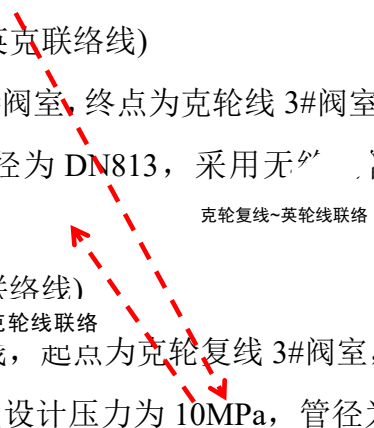 英克联络线)
阀室，终点为克轮线 3#阀室
径为 DN813，采用无
克轮复线~英轮线联络
联络线)
轮线联络
线，起点为克轮复线 3#阀室，
设计压力为 10MPa，管径为